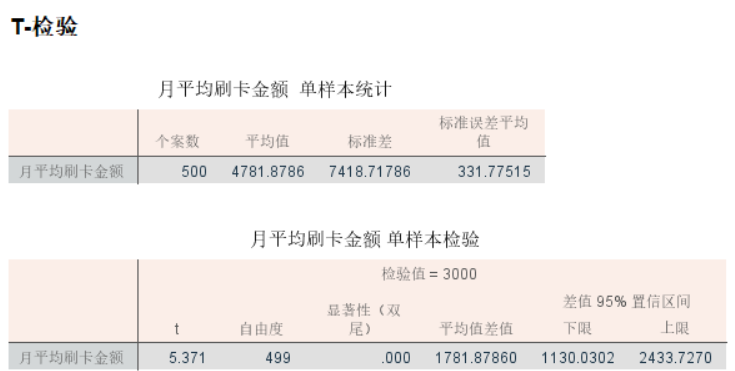 T-检验
月平均刷卡金额 单样本统计
个案数 平均值 标准差 标准误差平均值
月平均刷卡金额 500 4781.8786 7418.71786 331.77515
月平均刷卡金额 单样本检验
检验值 = 3000
差值 95% 置信区间
t 自由度 显著性（双尾） 平均值差值 下限 上限
月平均刷卡金额 5.371 499 .000 1781.87860 1130.0302 2433.7270